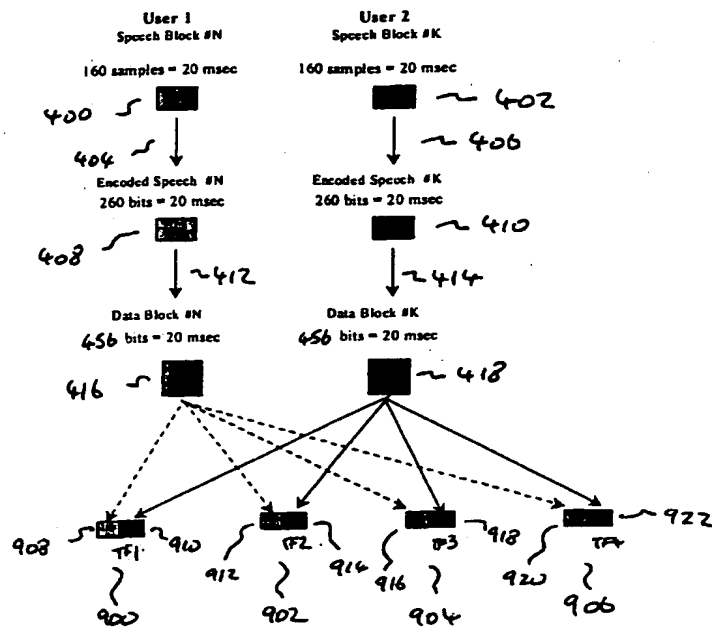 User 1 User 2
Speech Block #N Speech Block #K
160 samples = 20 msec 160 samples = 20 msec
400 402
404 406
Encoded Speech #N Encoded Speech #K
260 bits = 20 msec 260 bits = 20 msec
408 410
412 414
Data Block #N Data Block #K
456 bits = 20 msec 456 bits = 20 msec
416 418
908 910 912 914 916 918 920 922
TF1 TF2 TF3 TF4
900 902 904 906